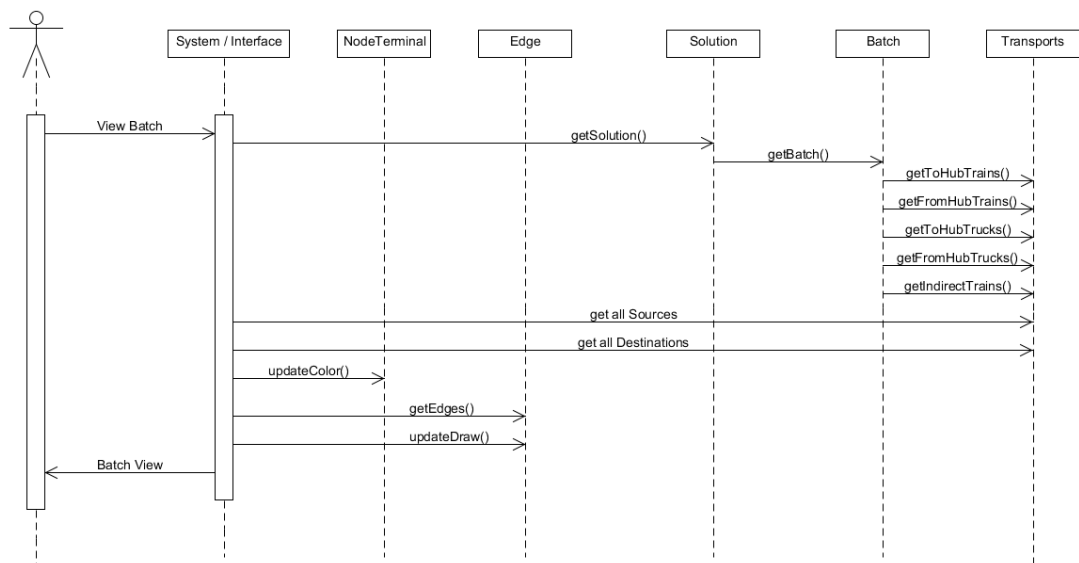 System / Interface
NodeTerminal
Edge
Solution
Batch
Transports
View Batch
getSolution()
getBatch()
getToHubTrains()
getFromHubTrains()
getToHubTrucks()
getFromHubTrucks()
getIndirectTrains()
get all Sources
get all Destinations
updateColor()
getEdges()
updateDraw()
Batch View